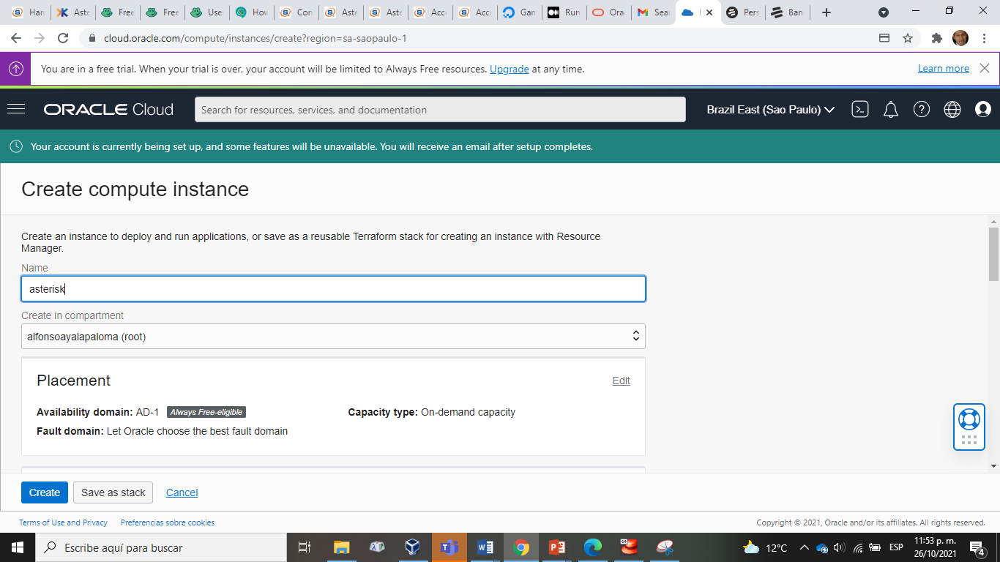 Har
Aste
Free
Free
Use
Hov
Cor
Aste
Aste
Acc
Acc
Gar
Run
Ora
Sea
Pers
Ban
cloud.oracle.com/compute/instances/create?region=sa-saopaulo-1
You are in a free trial. When your trial is over, your account will be limited to Always Free resources. Upgrade at any time.
Learn more
ORACLE Cloud
Search for resources, services, and documentation
Brazil East (Sao Paulo)
Your account is currently being set up, and some features will be unavailable. You will receive an email after setup completes.
Create compute instance
Create an instance to deploy and run applications, or save as a reusable Terraform stack for creating an instance with Resource
Manager.
Name
asterisk
Create in compartment
alfonsoayalapaloma (root)
Placement
Edit
Availability domain: AD-1 Always Free-eligible
Capacity type: On-demand capacity
Fault domain: Let Oracle choose the best fault domain
Create
Save as stack
Cancel
Terms of Use and Privacy
Preferencias sobre cookies
Copyright © 2021, Oracle and/or its affiliates. All rights reserved.
Escribe aquí para buscar
12°C
ESP
11:53 p. m.
26/10/2021
4